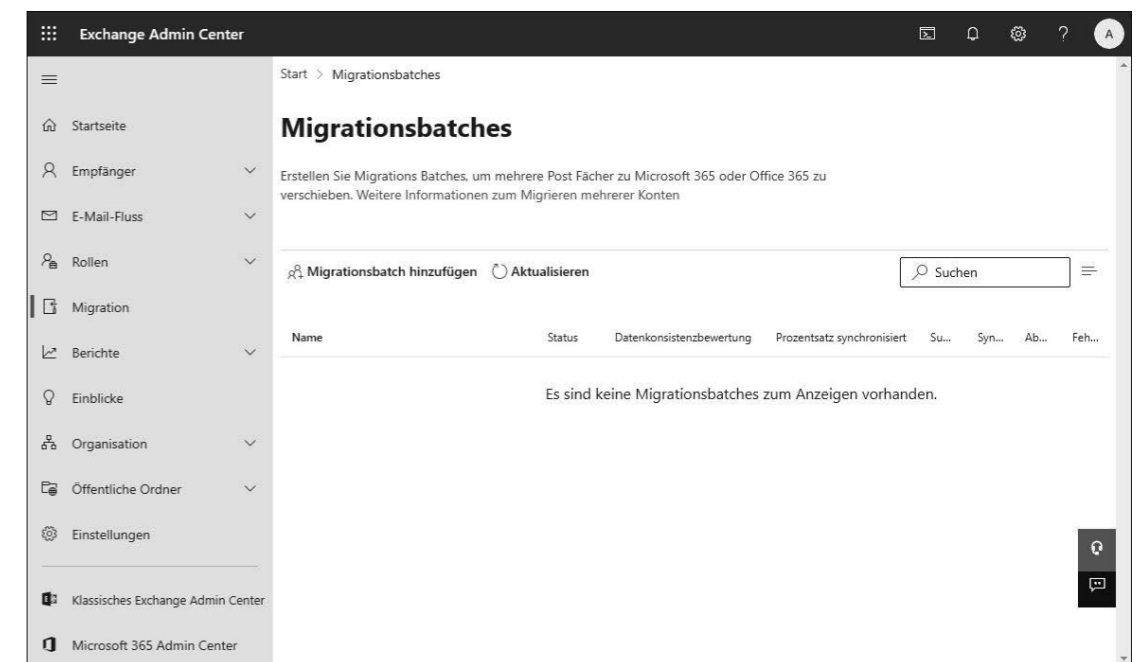 Exchange Admin Center
?
A
Start > Migrationsbatches
Startseite
Migrationsbatches
Empfänger
Erstellen Sie Migrations Batches, um mehrere Post Fächer zu Microsoft 365 oder Office 365 zu
verschieben. Weitere Informationen zum Migrieren mehrerer Konten
E-Mail-Fluss
Rollen
Migrationsbatch hinzufügen Aktualisieren Suchen
Migration
Name Status Datenkonsistenzbewertung Prozentsatz synchronisiert Su... Syn... Ab... Feh...
Berichte
Es sind keine Migrationsbatches zum Anzeigen vorhanden.
Einblicke
Organisation
Öffentliche Ordner
Einstellungen
Klassisches Exchange Admin Center
Microsoft 365 Admin Center